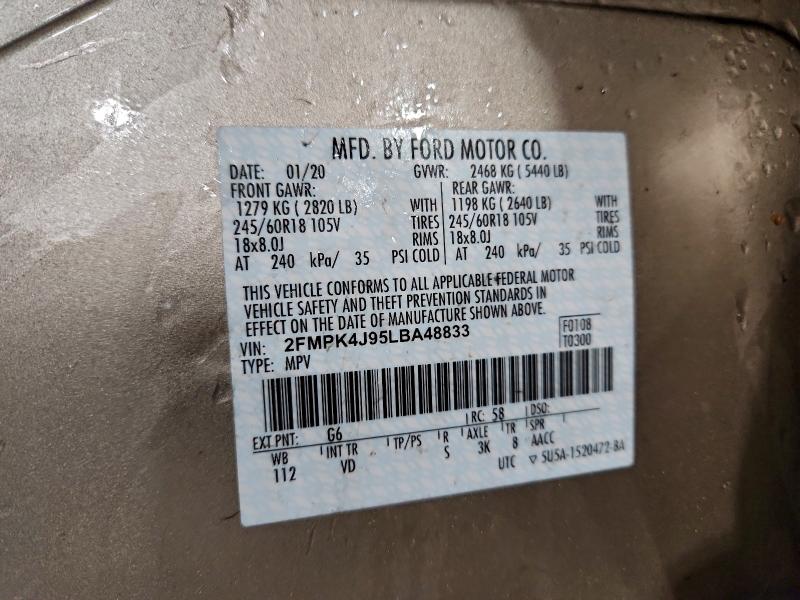 MFD. BY FORD MOTOR CO.
DATE: 01/20 GVWR: 2468 KG ( 5440 LB)
FRONT GAWR: REAR GAWR:
1279 KG ( 2820 LB) WITH 1198 KG ( 2640 LB) WITH
245/60R18 105V TIRES 245/60R18 105V TIRES
18x8.0J RIMS 18x8.0J RIMS
AT 240 kPa/ 35 PSI COLD AT 240 kPa/ 35 PSI COLD
THIS VEHICLE CONFORMS TO ALL APPLICABLE FEDERAL MOTOR
VEHICLE SAFETY AND THEFT PREVENTION STANDARDS IN
EFFECT ON THE DATE OF MANUFACTURE SHOWN ABOVE.
VIN: 2FMPK4J95LBA48833 F0108
TYPE: MPV T0300
EXT PNT: G6 RC: 58 DSO:
WB INT TR TP/PS R AXLE TR SPR
112 VD S 3K 8 AACC
UTC ▽ 5U5A-1520472-BA